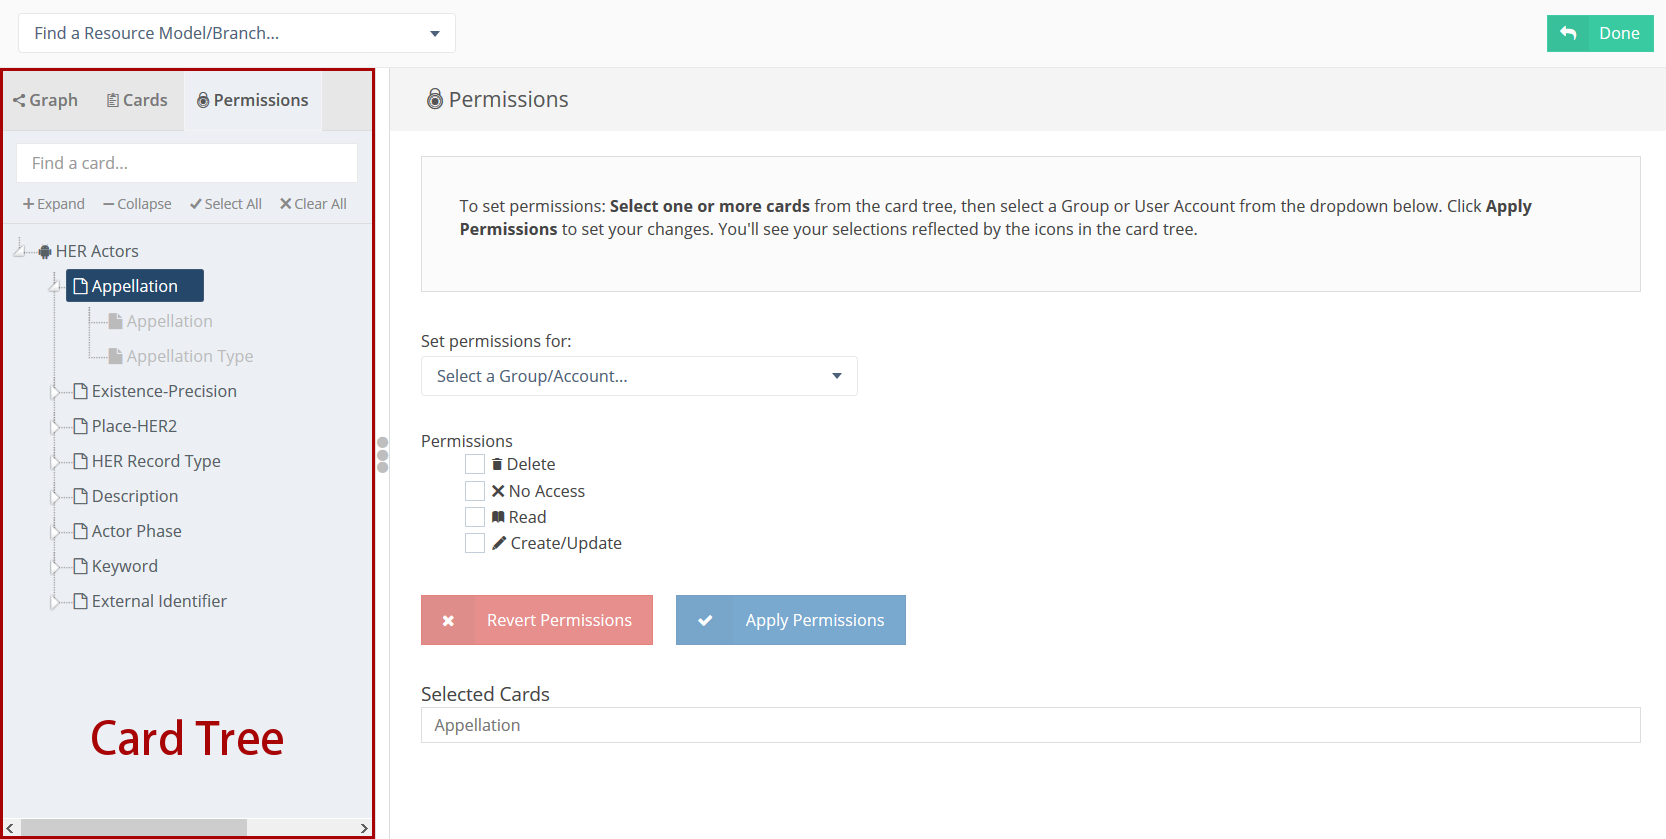 Find a Resource Model/Branch...
Done
Graph Cards Permissions
Find a card...
Expand Collapse Select All Clear All
HER Actors
Appellation
Appellation
Appellation Type
Existence-Precision
Place-HER2
HER Record Type
Description
Actor Phase
Keyword
External Identifier
Card Tree
Permissions
To set permissions: Select one or more cards from the card tree, then select a Group or User Account from the dropdown below. Click Apply
Permissions to set your changes. You'll see your selections reflected by the icons in the card tree.
Set permissions for:
Select a Group/Account...
Permissions
Delete
No Access
Read
Create/Update
Revert Permissions Apply Permissions
Selected Cards
Appellation